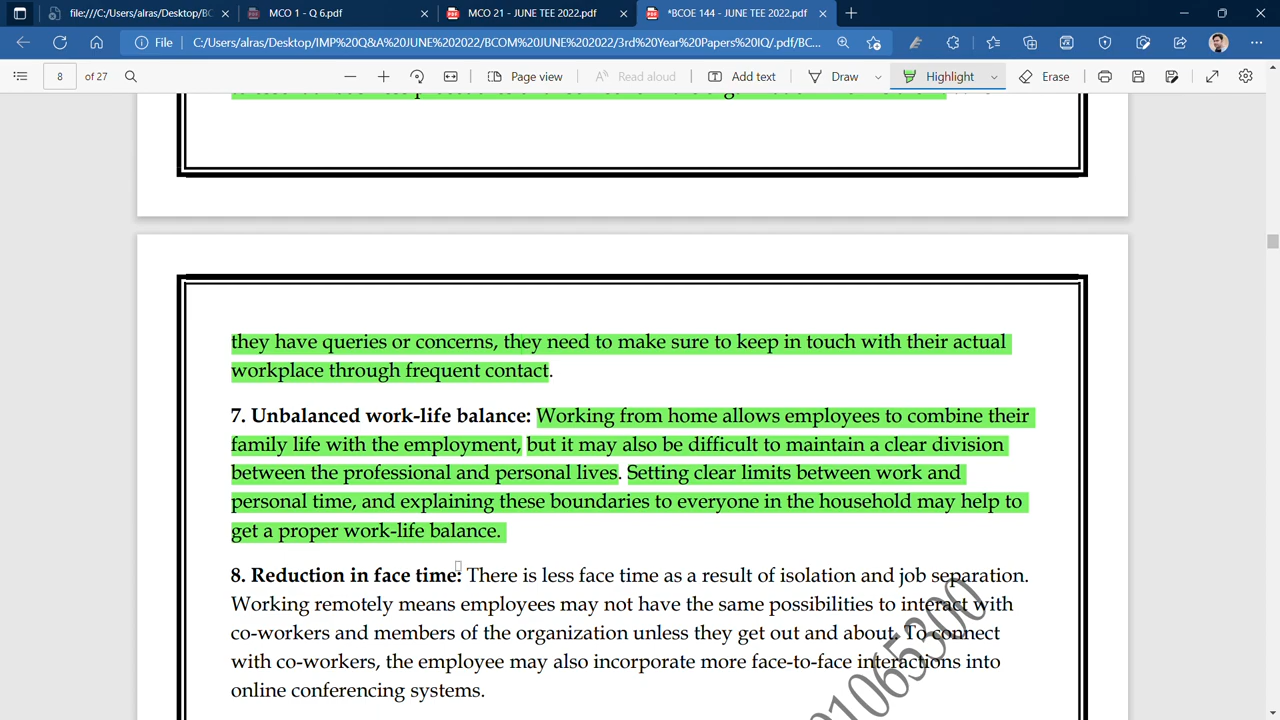 file:///C:/Users/alras/Desktop/BC
MCO 1 - Q 6.pdf
MCO 21 - JUNE TEE 2022.pdf
*BCOE 144 - JUNE TEE 2022.pdf
File
C:/Users/alras/Desktop/IMP%20Q&A%20JUNE%202022/BCOM%20JUNE%202022/3rd%20Year%20Papers%20IQ/.pdf/BC...
8 of 27
Page view
Read aloud
Add text
Draw
Highlight
Erase
they have queries or concerns, they need to make sure to keep in touch with their actual
workplace through frequent contact.
7. Unbalanced work-life balance: Working from home allows employees to combine their
family life with the employment, but it may also be difficult to maintain a clear division
between the professional and personal lives. Setting clear limits between work and
personal time, and explaining these boundaries to everyone in the household may help to
get a proper work-life balance.
8. Reduction in face time: There is less face time as a result of isolation and job separation.
Working remotely means employees may not have the same possibilities to interact with
co-workers and members of the organization unless they get out and about. To connect
with co-workers, the employee may also incorporate more face-to-face interactions into
online conferencing systems.